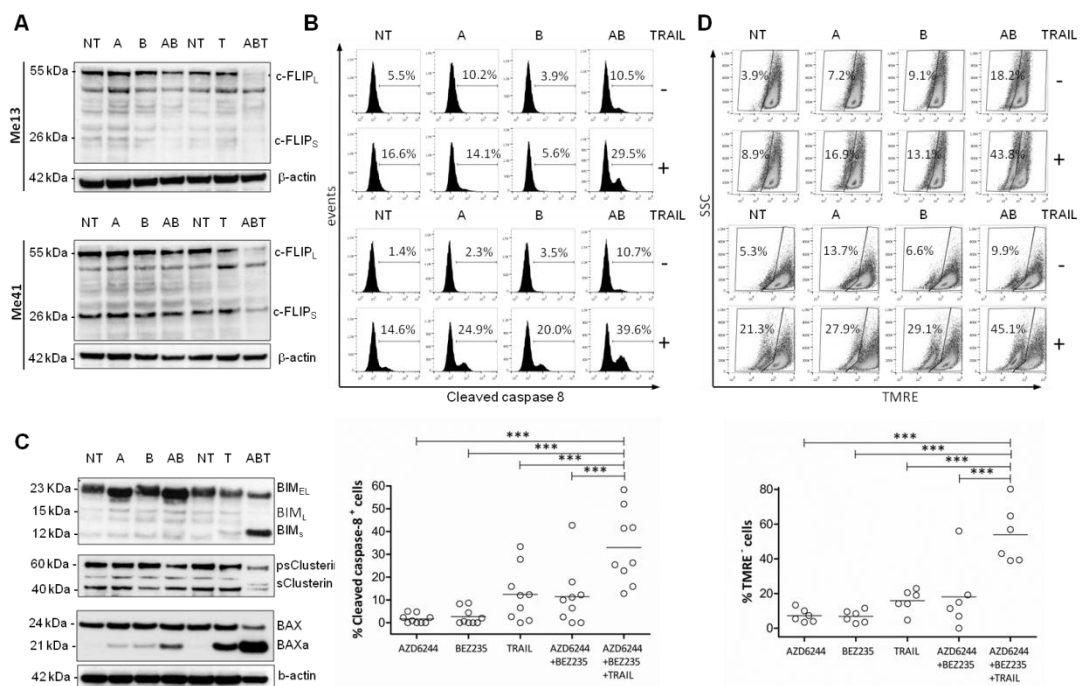 A
NT A B AB NT T ABT
Me13
55 kDa
c-FLIPL
26 kDa
c-FLIPS
42 kDa
β-actin
NT A B AB NT T ABT
Me41
55 kDa
c-FLIPL
26 kDa
c-FLIPS
42 kDa
β-actin
B
NT A B AB TRAIL
5.5% 10.2% 3.9% 10.5% -
16.6% 14.1% 5.6% 29.5% +
events
NT A B AB TRAIL
1.4% 2.3% 3.5% 10.7% -
14.6% 24.9% 20.0% 39.6% +
Cleaved caspase 8
*** 
***
***
***
% Cleaved caspase-8 + cells
60
50
40
30
20
10
0
AZD6244 BEZ235 TRAIL AZD6244 AZD6244
+BEZ235 +BEZ235
+TRAIL
C
NT A B AB NT T ABT
23 KDa
BIMEL
15 KDa
BIML
12 kDa
BIMs
60 KDa
psClusterin
sClusterin
40 KDa
24 KDa
BAX
21 kDa
BAXa
42 kDa
b-actin
D
NT A B AB TRAIL
3.9% 7.2% 9.1% 18.2% -
8.9% 16.9% 13.1% 43.8% +
SSC
NT A B AB TRAIL
5.3% 13.7% 6.6% 9.9% -
21.3% 27.9% 29.1% 45.1% +
TMRE
***
***
***
***
% TMRE - cells
80
60
40
20
0
AZD6244 BEZ235 TRAIL AZD6244 AZD6244
+BEZ235 +BEZ235
+TRAIL